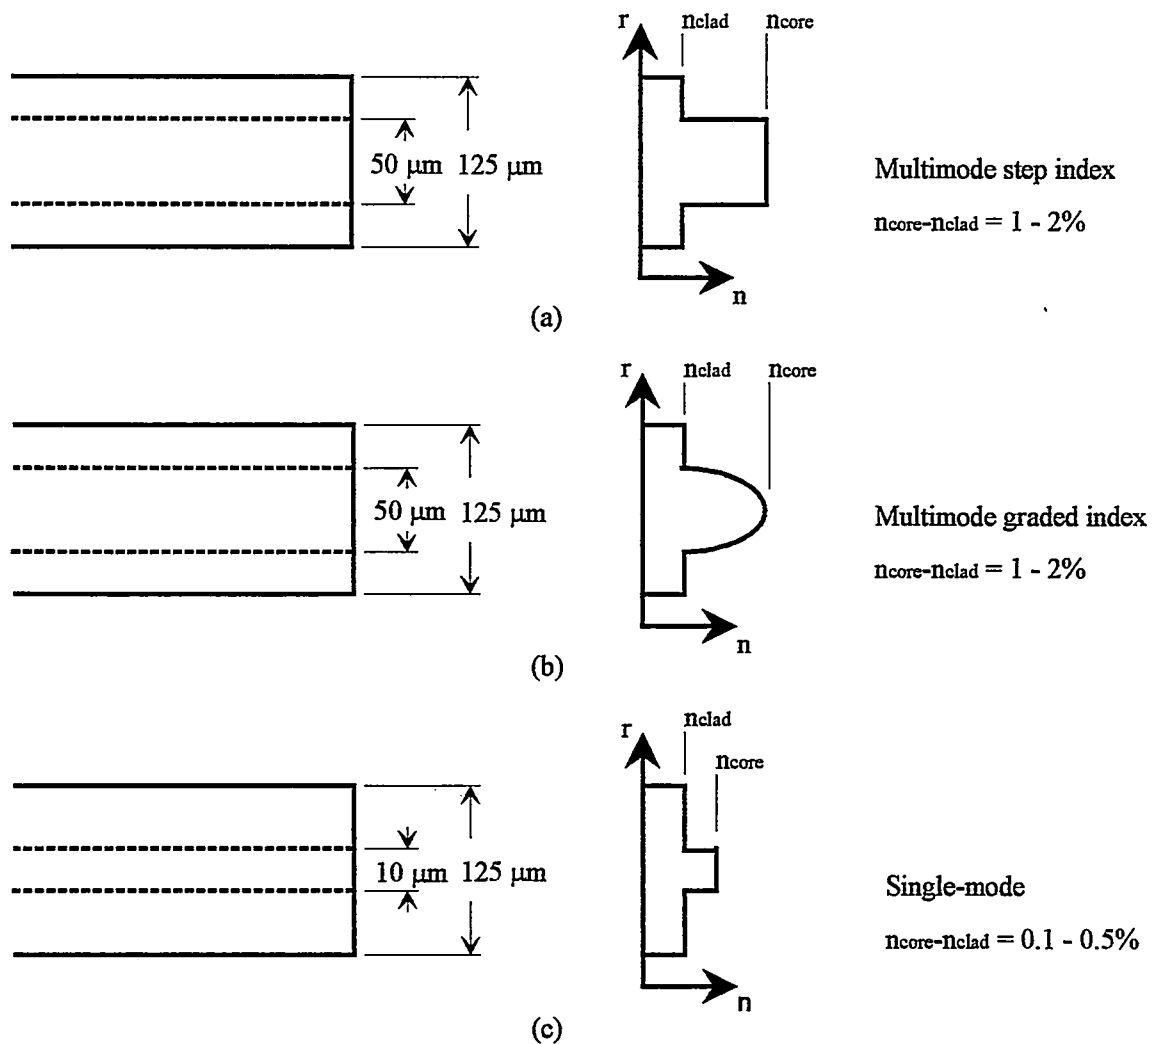 r
nclad
ncore
50 μm
125 μm
Multimode step index
ncore-nclad = 1 - 2%
n
(a)
r
nclad
ncore
50 μm
125 μm
Multimode graded index
ncore-nclad = 1 - 2%
n
(b)
r
nclad
ncore
10 μm
125 μm
Single-mode
ncore-nclad = 0.1 - 0.5%
n
(c)